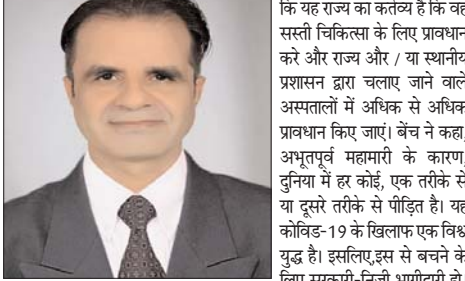 कि यह राज्य का कर्तव्य है कि वह
सस्ती चिकित्सा के लिए प्रावधान
करे और राज्य और / या स्थानीय
प्रशासन द्वारा चलाए जाने वाले
अस्पतालों में अधिक से अधिक
प्रावधान किए जाएं। बेंच ने कहा,
अभूतपूर्व महामारी के कारण,
दुनिया में हर कोई, एक तरीके से
या दूसरे तरीके से पीड़ित है। यह
कोविड-19 के खिलाफ एक विश्व
युद्ध है। इसलिए,इस से बचने के
लिए सरकारी-निजी भागीदारी हो